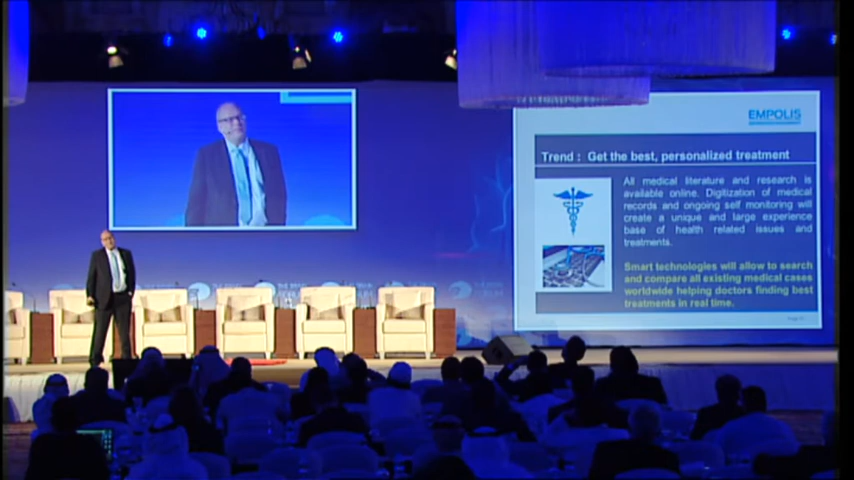 EMPOLIS
Trend : Get the best, personalized treatment
All medical literature and research is
available online. Digitization of medical
records and ongoing self monitoring will
create a unique and large experience
base of health related issues and
treatments.
Smart technologies will allow to search
and compare all existing medical cases
worldwide helping doctors finding best
treatments in real time.